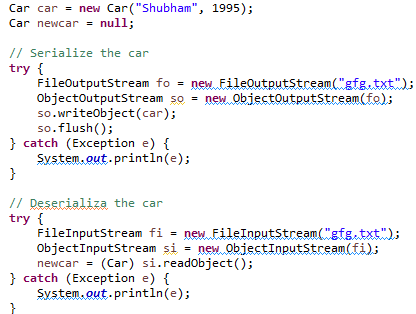 Car car = new Car("Shubham", 1995);
Car newcar = null;
// Serialize the car
try {
FileOutputStream fo = new FileOutputStream("gfg.txt");
ObjectOutputStream so = new ObjectOutputStream(fo);
so.writeObject(car);
so.flush();
} catch (Exception e) {
System.out.println(e);
}
// Deserializa the car
try {
FileInputStream fi = new FileInputStream("gfg.txt");
ObjectInputStream si = new ObjectInputStream(fi);
newcar = (Car) si.readObject();
} catch (Exception e) {
System.out.println(e);
}